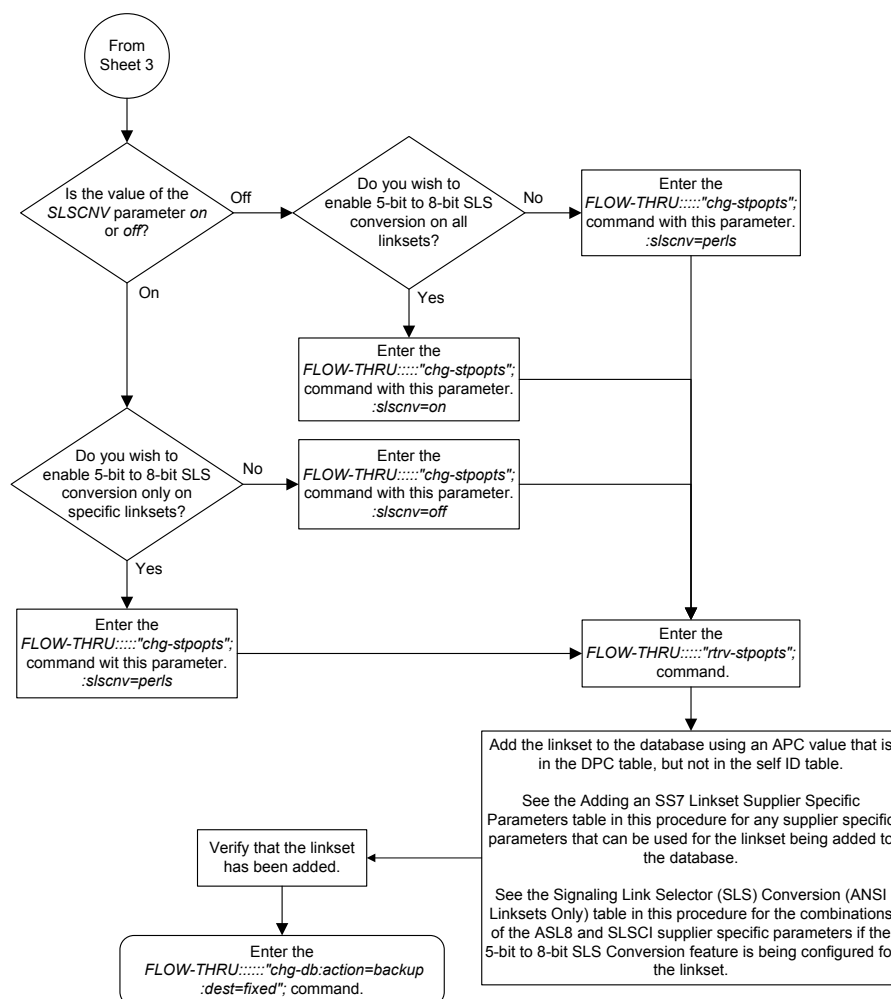 From
Sheet 3
Is the value of the
SLSCNV parameter on
or off?
Off
Do you wish to
enable 5-bit to 8-bit SLS
conversion on all
linksets?
No
Enter the
FLOW-THRU:::::"chg-stpopts";
command with this parameter.
:slscnv=perls
On
Yes
Enter the
FLOW-THRU:::::"chg-stpopts";
command with this parameter.
:slscnv=on
Do you wish to
enable 5-bit to 8-bit SLS
conversion only on
specific linksets?
No
Enter the
FLOW-THRU:::::"chg-stpopts";
command with this parameter.
:slscnv=off
Yes
Enter the
FLOW-THRU:::::"chg-stpopts";
command wit this parameter.
:slscnv=perls
Enter the
FLOW-THRU:::::"rtrv-stpopts";
command.
Add the linkset to the database using an APC value that is
in the DPC table, but not in the self ID table.
See the Adding an SS7 Linkset Supplier Specific
Parameters table in this procedure for any supplier specific
parameters that can be used for the linkset being added to
the database.
See the Signaling Link Selector (SLS) Conversion (ANSI
Linksets Only) table in this procedure for the combinations
of the ASL8 and SLSCI supplier specific parameters if the
5-bit to 8-bit SLS Conversion feature is being configured for
the linkset.
Verify that the linkset
has been added.
Enter the
FLOW-THRU::::::"chg-db:action=backup
:dest=fixed"; command.